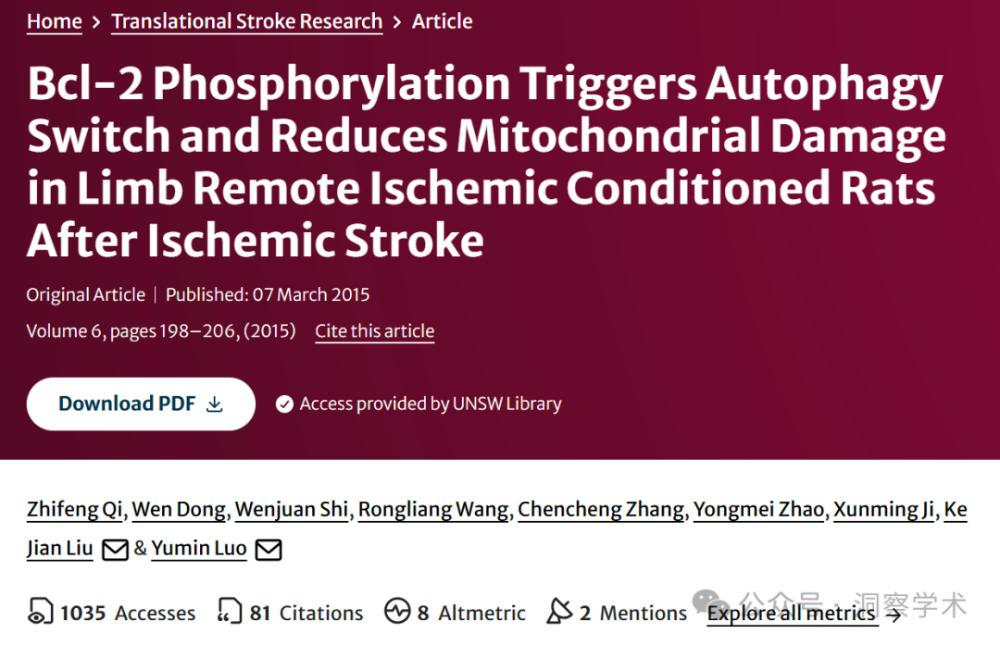 Home > Translational Stroke Research > Article
Bcl-2 Phosphorylation Triggers Autophagy
Switch and Reduces Mitochondrial Damage
in Limb Remote Ischemic Conditioned Rats
After Ischemic Stroke
Original Article | Published: 07 March 2015
Volume 6, pages 198–206, (2015) Cite this article
Download PDF Access provided by UNSW Library
Zhifeng Qi, Wen Dong, Wenjuan Shi, Rongliang Wang, Chencheng Zhang, Yongmei Zhao, Xunming Ji, Ke
Jian Liu & Yumin Luo
1035 Accesses 81 Citations 8 Altmetric 2 Mentions Explore all metrics →
公众号 · 洞察学术